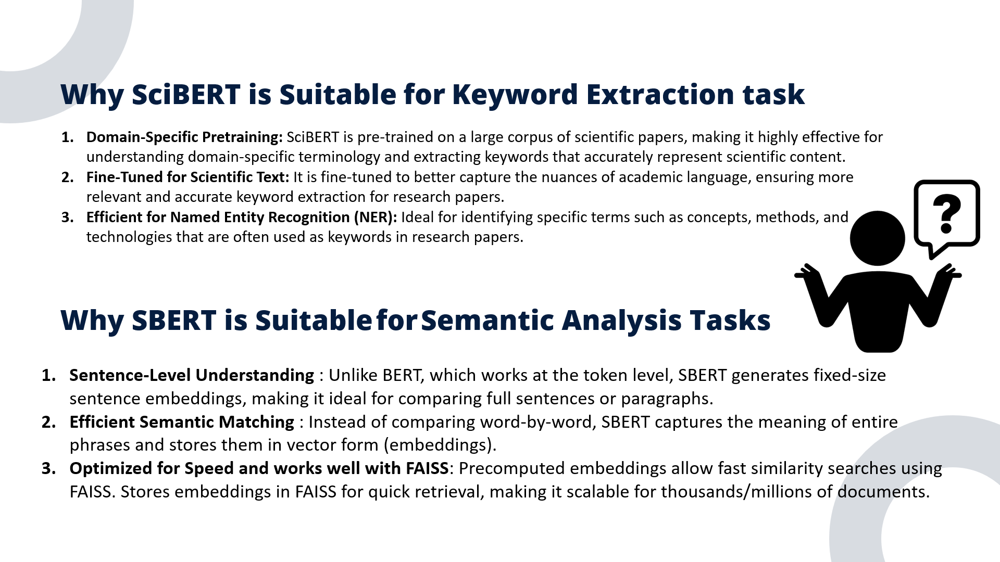 Why SciBERT is Suitable for Keyword Extraction task
1. Domain-Specific Pretraining: SciBERT is pre-trained on a large corpus of scientific papers, making it highly effective for
understanding domain-specific terminology and extracting keywords that accurately represent scientific content.
2. Fine-Tuned for Scientific Text: It is fine-tuned to better capture the nuances of academic language, ensuring more
relevant and accurate keyword extraction for research papers.
3. Efficient for Named Entity Recognition (NER): Ideal for identifying specific terms such as concepts, methods, and
technologies that are often used as keywords in research papers.
?
Why SBERT is Suitable for Semantic Analysis Tasks
1. Sentence-Level Understanding : Unlike BERT, which works at the token level, SBERT generates fixed-size
sentence embeddings, making it ideal for comparing full sentences or paragraphs.
2. Efficient Semantic Matching : Instead of comparing word-by-word, SBERT captures the meaning of entire
phrases and stores them in vector form (embeddings).
3. Optimized for Speed and works well with FAISS: Precomputed embeddings allow fast similarity searches using
FAISS. Stores embeddings in FAISS for quick retrieval, making it scalable for thousands/millions of documents.